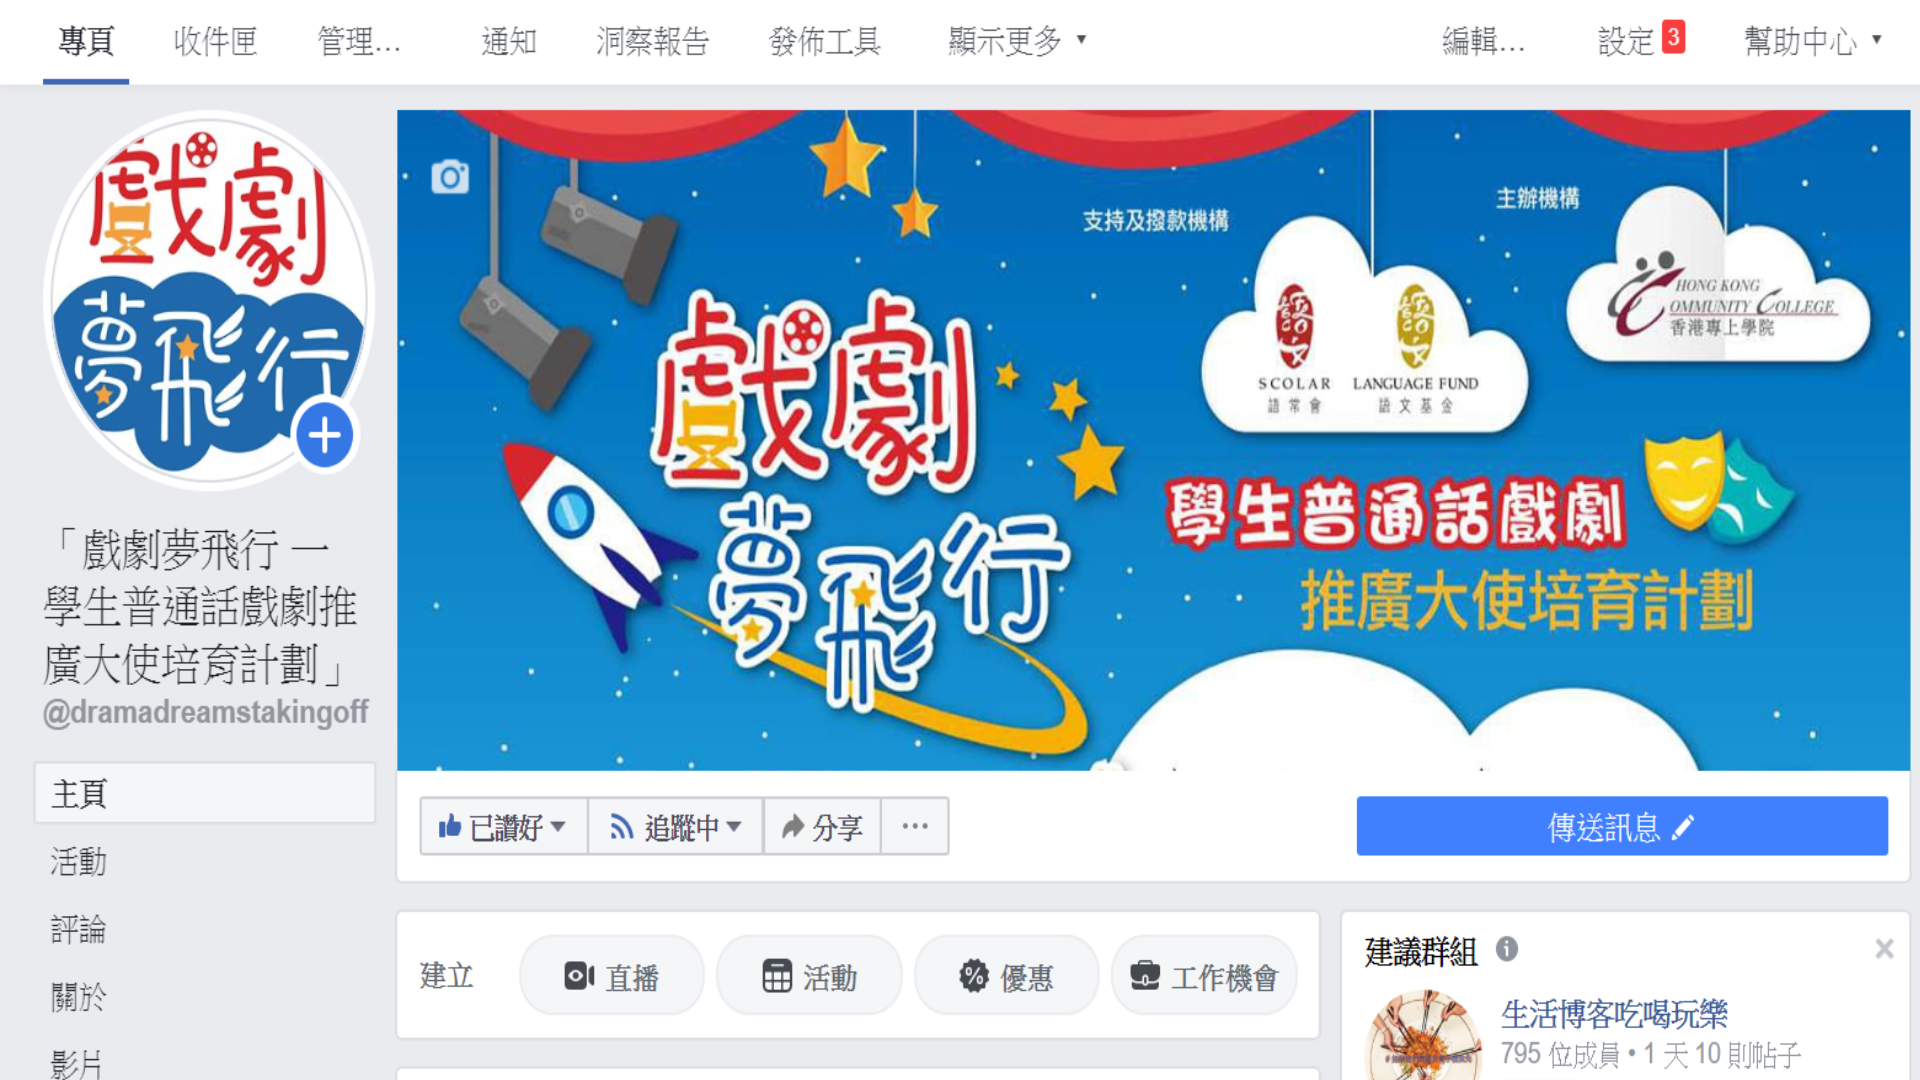 專頁
收件匣
管理...
通知
洞察報告
發佈工具
顯示更多
編輯...
設定 3
幫助中心
戲劇
夢飛行
「戲劇夢飛行 —
學生普通話戲劇推
廣大使培育計劃」
@dramadreamstakingoff
主頁
活動
評論
關於
影片
支持及撥款機構
主辦機構
SCOLAR
語常會
LANGUAGE FUND
語文基金
HONG KONG
COMMUNITY COLLEGE
香港專上學院
戲劇
夢飛行
學生普通話戲劇
推廣大使培育計劃
已讚好
追蹤中
分享
...
傳送訊息
建立
直播
活動
優惠
工作機會
建議群組
生活博客吃喝玩樂
795 位成員 • 1 天 10 則帖子